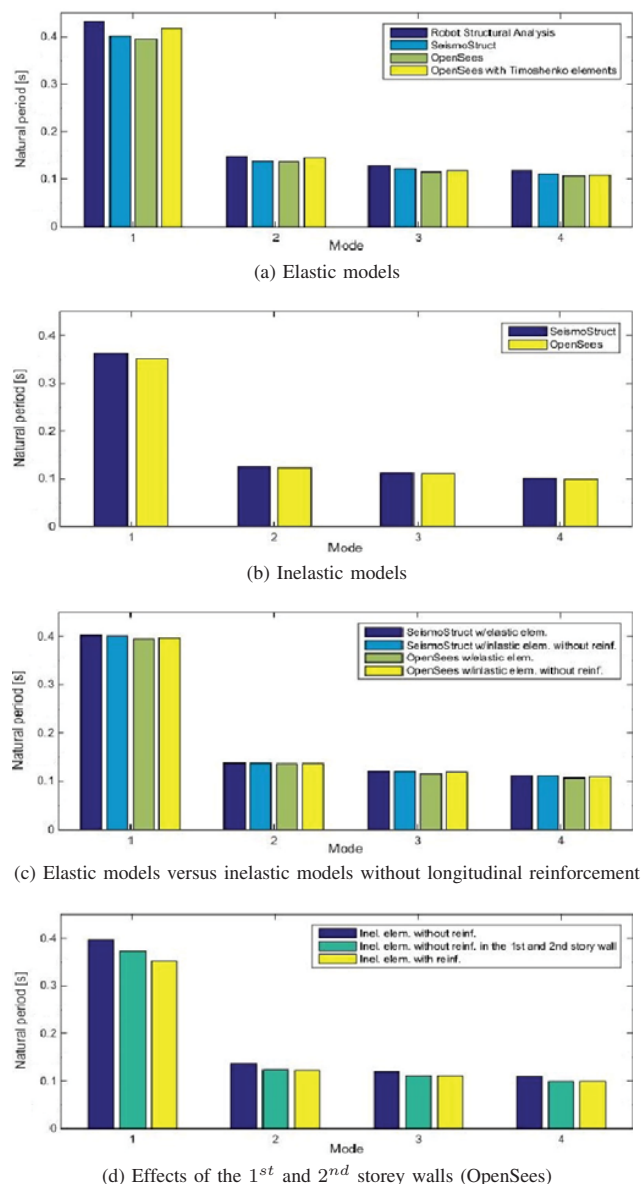 Natural period [s]
0.4
0.3
0.2
0.1
0
Robot Structural Analysis
SeismoStruct
OpenSees
OpenSees with Timoshenko elements
1 2 3 4
Mode
(a) Elastic models
Natural period [s]
0.4
0.3
0.2
0.1
0
SeismoStruct
OpenSees
1 2 3 4
Mode
(b) Inelastic models
Natural period [s]
0.4
0.3
0.2
0.1
0
SeismoStruct w/elastic elem.
SeismoStruct w/inlastic elem. without reinf.
OpenSees w/elastic elem.
OpenSees w/inlastic elem. without reinf.
1 2 3 4
Mode
(c) Elastic models versus inelastic models without longitudinal reinforcement
Natural period [s]
0.4
0.3
0.2
0.1
0
Inel. elem. without reinf.
Inel. elem. without reinf. in the 1st and 2nd story wall
Inel. elem. with reinf.
1 2 3 4
Mode
(d) Effects of the 1st and 2nd storey walls (OpenSees)